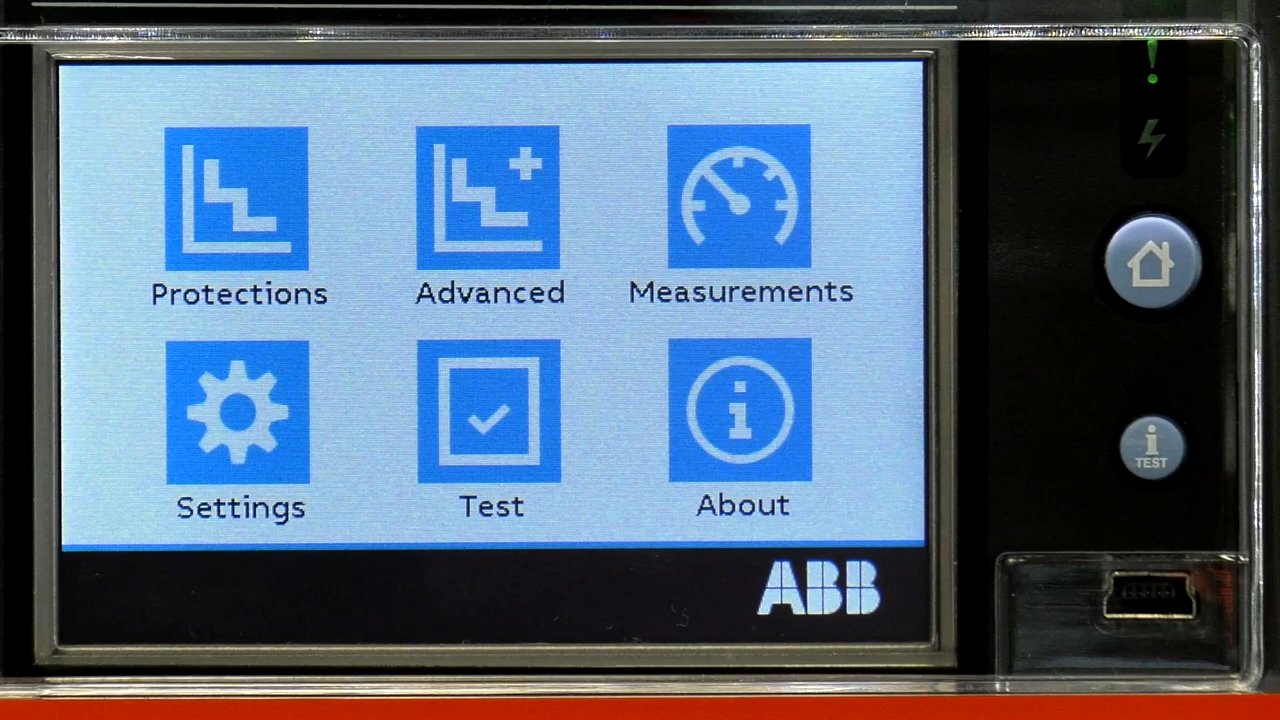 Protections Advanced Measurements
Settings Test About
ABB
i
TEST